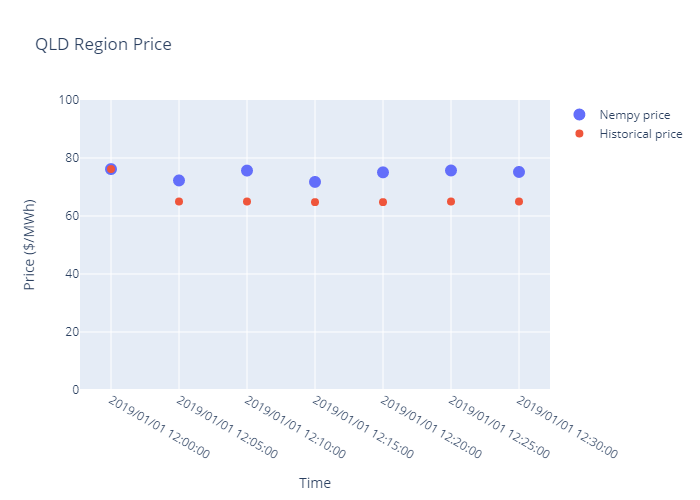 QLD Region Price
Nempy price
Historical price
Price ($/MWh)
100
80
60
40
20
0
2019/01/01 12:00:00
2019/01/01 12:05:00
2019/01/01 12:10:00
2019/01/01 12:15:00
2019/01/01 12:20:00
2019/01/01 12:25:00
2019/01/01 12:30:00
Time